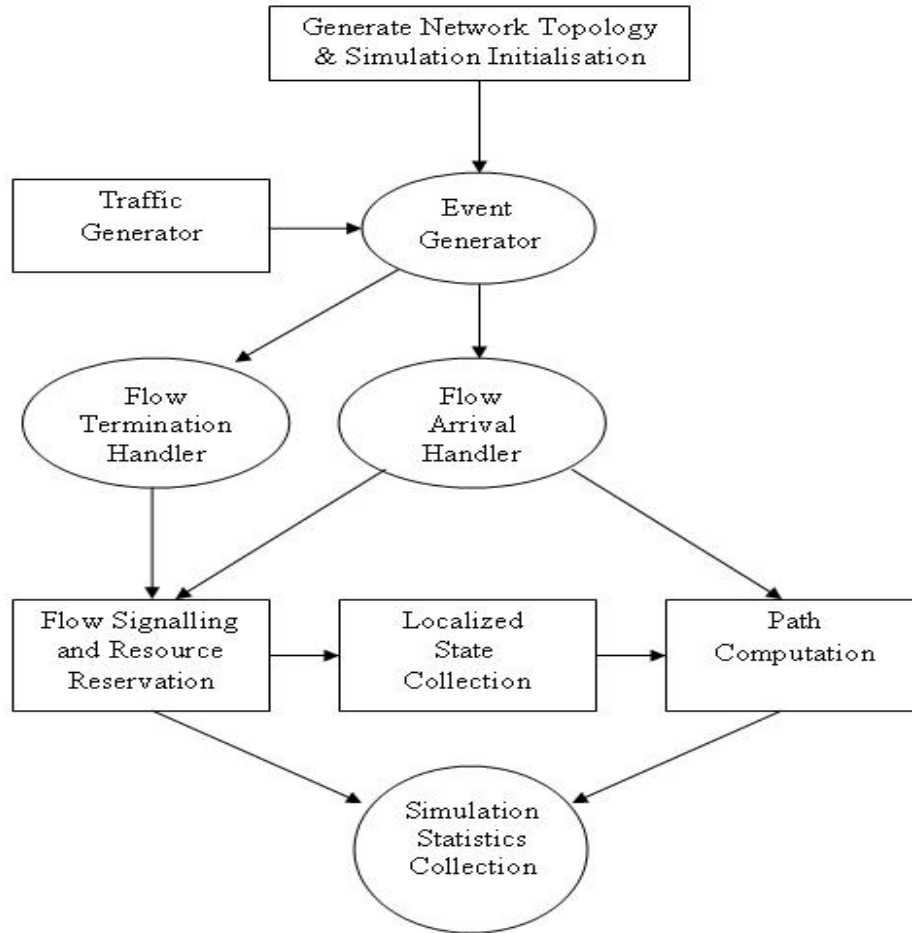 Generate Network Topology
& Simulation Initialisation
Traffic
Generator
Event
Generator
Flow
Termination
Handler
Flow
Arrival
Handler
Flow Signalling
and Resource
Reservation
Localized
State
Collection
Path
Computation
Simulation
Statistics
Collection